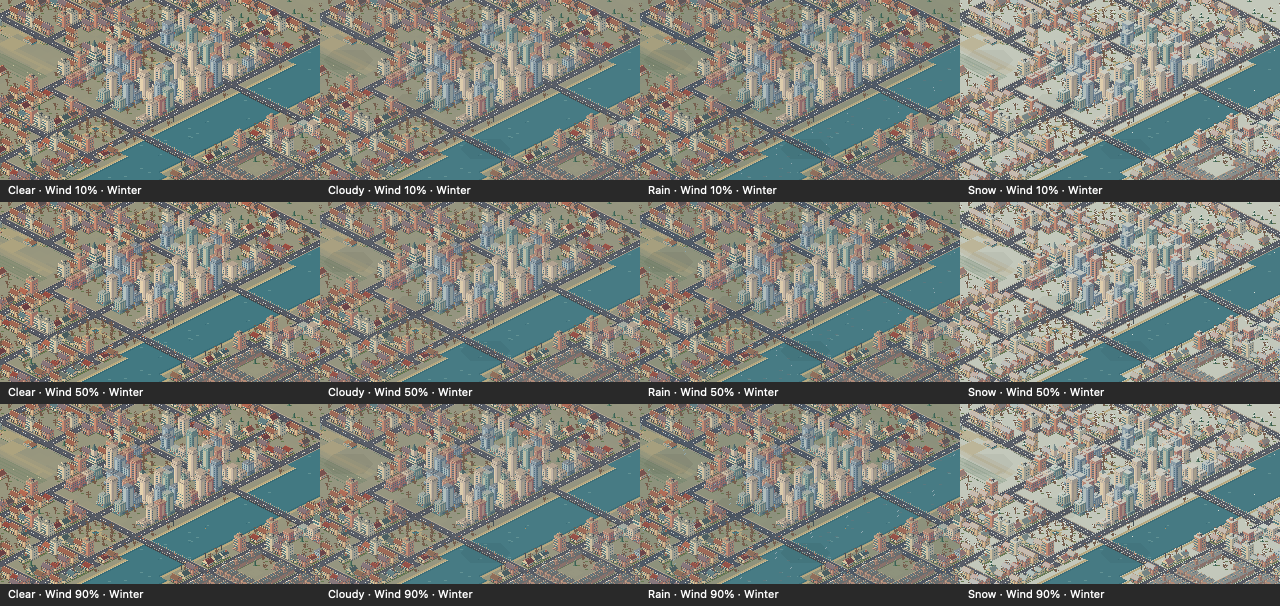 Clear · Wind 10% · Winter
Cloudy · Wind 10% · Winter
Rain · Wind 10% · Winter
Snow · Wind 10% · Winter
Clear · Wind 50% · Winter
Cloudy · Wind 50% · Winter
Rain · Wind 50% · Winter
Snow · Wind 50% · Winter
Clear · Wind 90% · Winter
Cloudy · Wind 90% · Winter
Rain · Wind 90% · Winter
Snow · Wind 90% · Winter